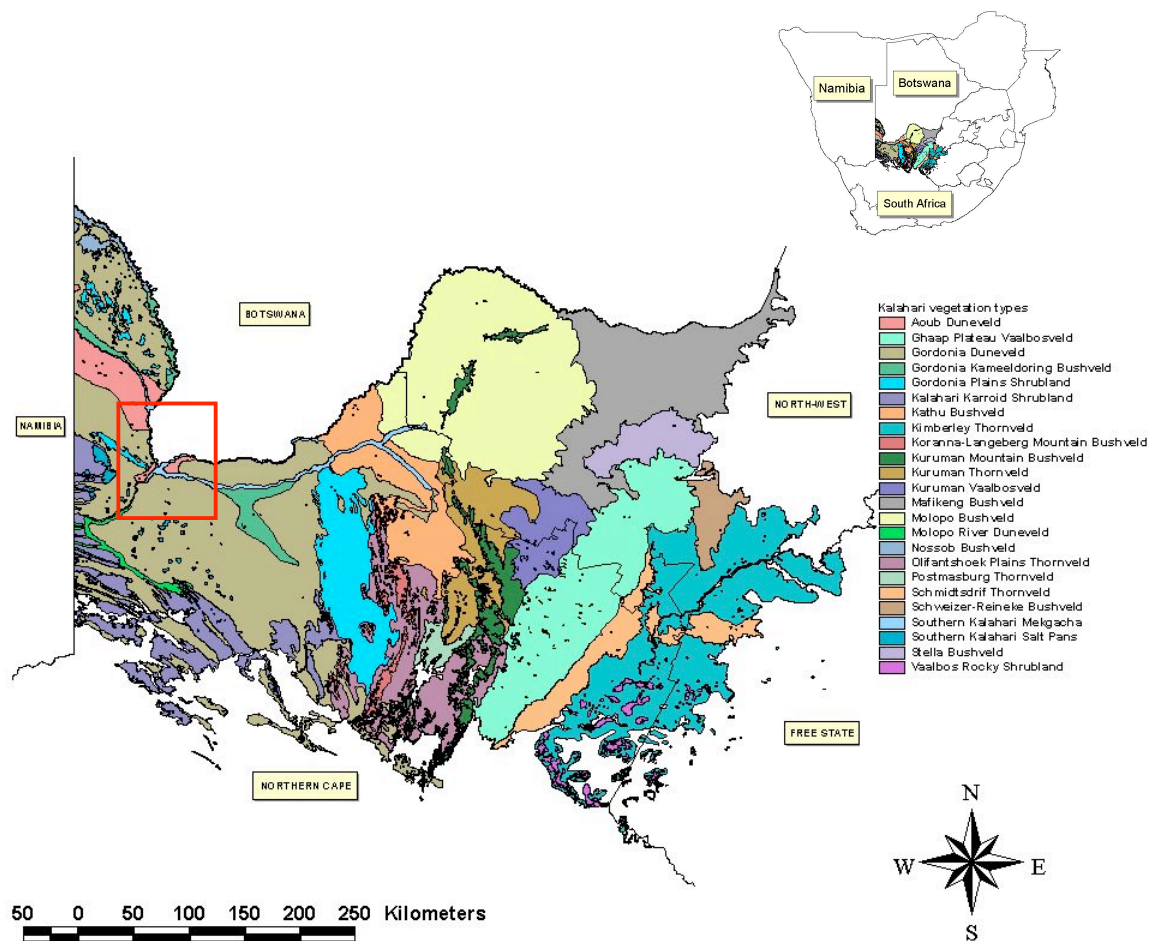 Namibia
Botswana
South Africa
BOTSWANA
NAMIBIA
NORTH-WEST
FREE STATE
NORTHERN CAPE
Kalahari vegetation types
Aoub Duneveld
Ghaap Plateau Vaalbosveld
Gordonia Duneveld
Gordonia Kameeldoring Bushveld
Gordonia Plains Shrubland
Kalahari Karroid Shrubland
Kathu Bushveld
Kimberley Thornveld
Koranna-Langeberg Mountain Bushveld
Kuruman Mountain Bushveld
Kuruman Thornveld
Kuruman Vaalbosveld
Mafikeng Bushveld
Molopo Bushveld
Molopo River Duneveld
Nossob Bushveld
Olifantshoek Plains Thornveld
Postmasburg Thornveld
Schmidtsdrif Thornveld
Schweizer-Reineke Bushveld
Southern Kalahari Mekgacha
Southern Kalahari Salt Pans
Stella Bushveld
Vaalbos Rocky Shrubland
N
W E
S
50 0 50 100 150 200 250 Kilometers